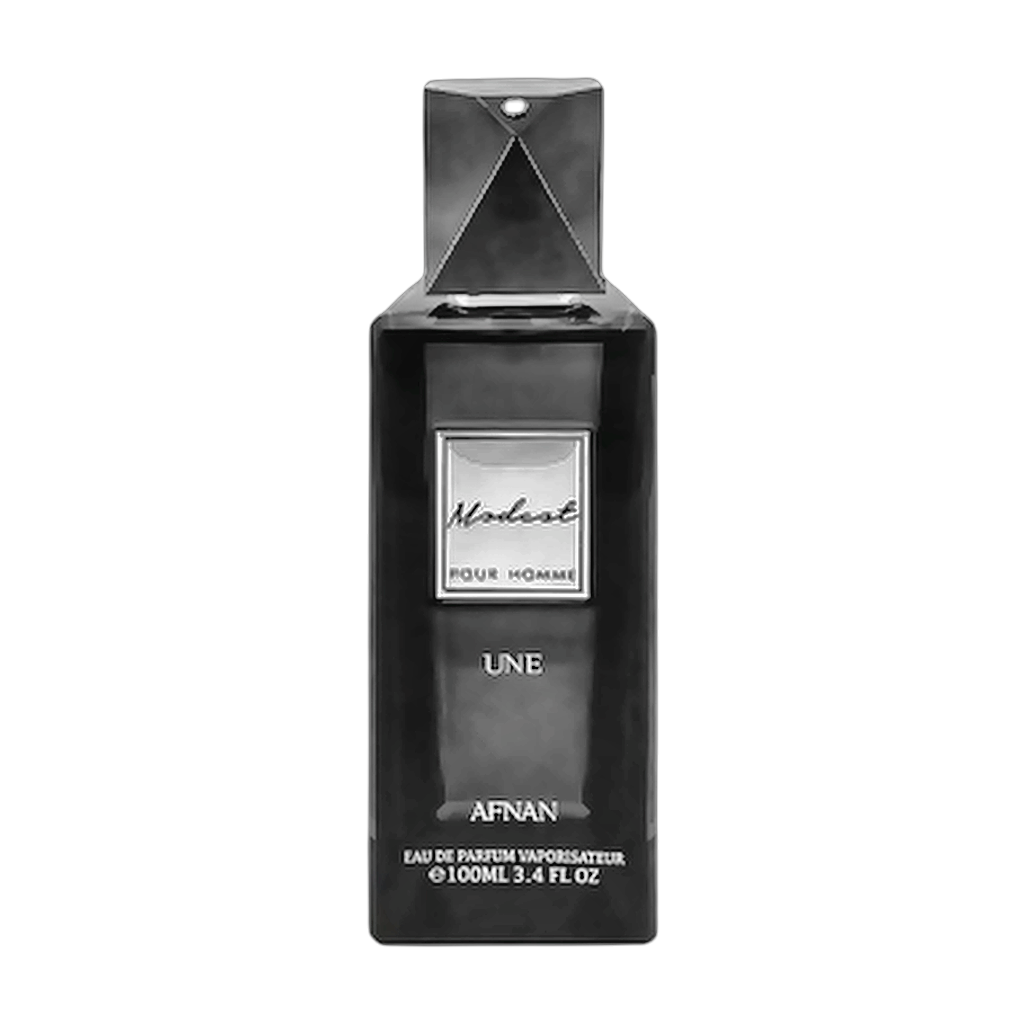 Modest
POUR HOMME
UNE
AFNAN
EAU DE PARFUM VAPORISATEUR
℮100ML 3.4 FL OZ